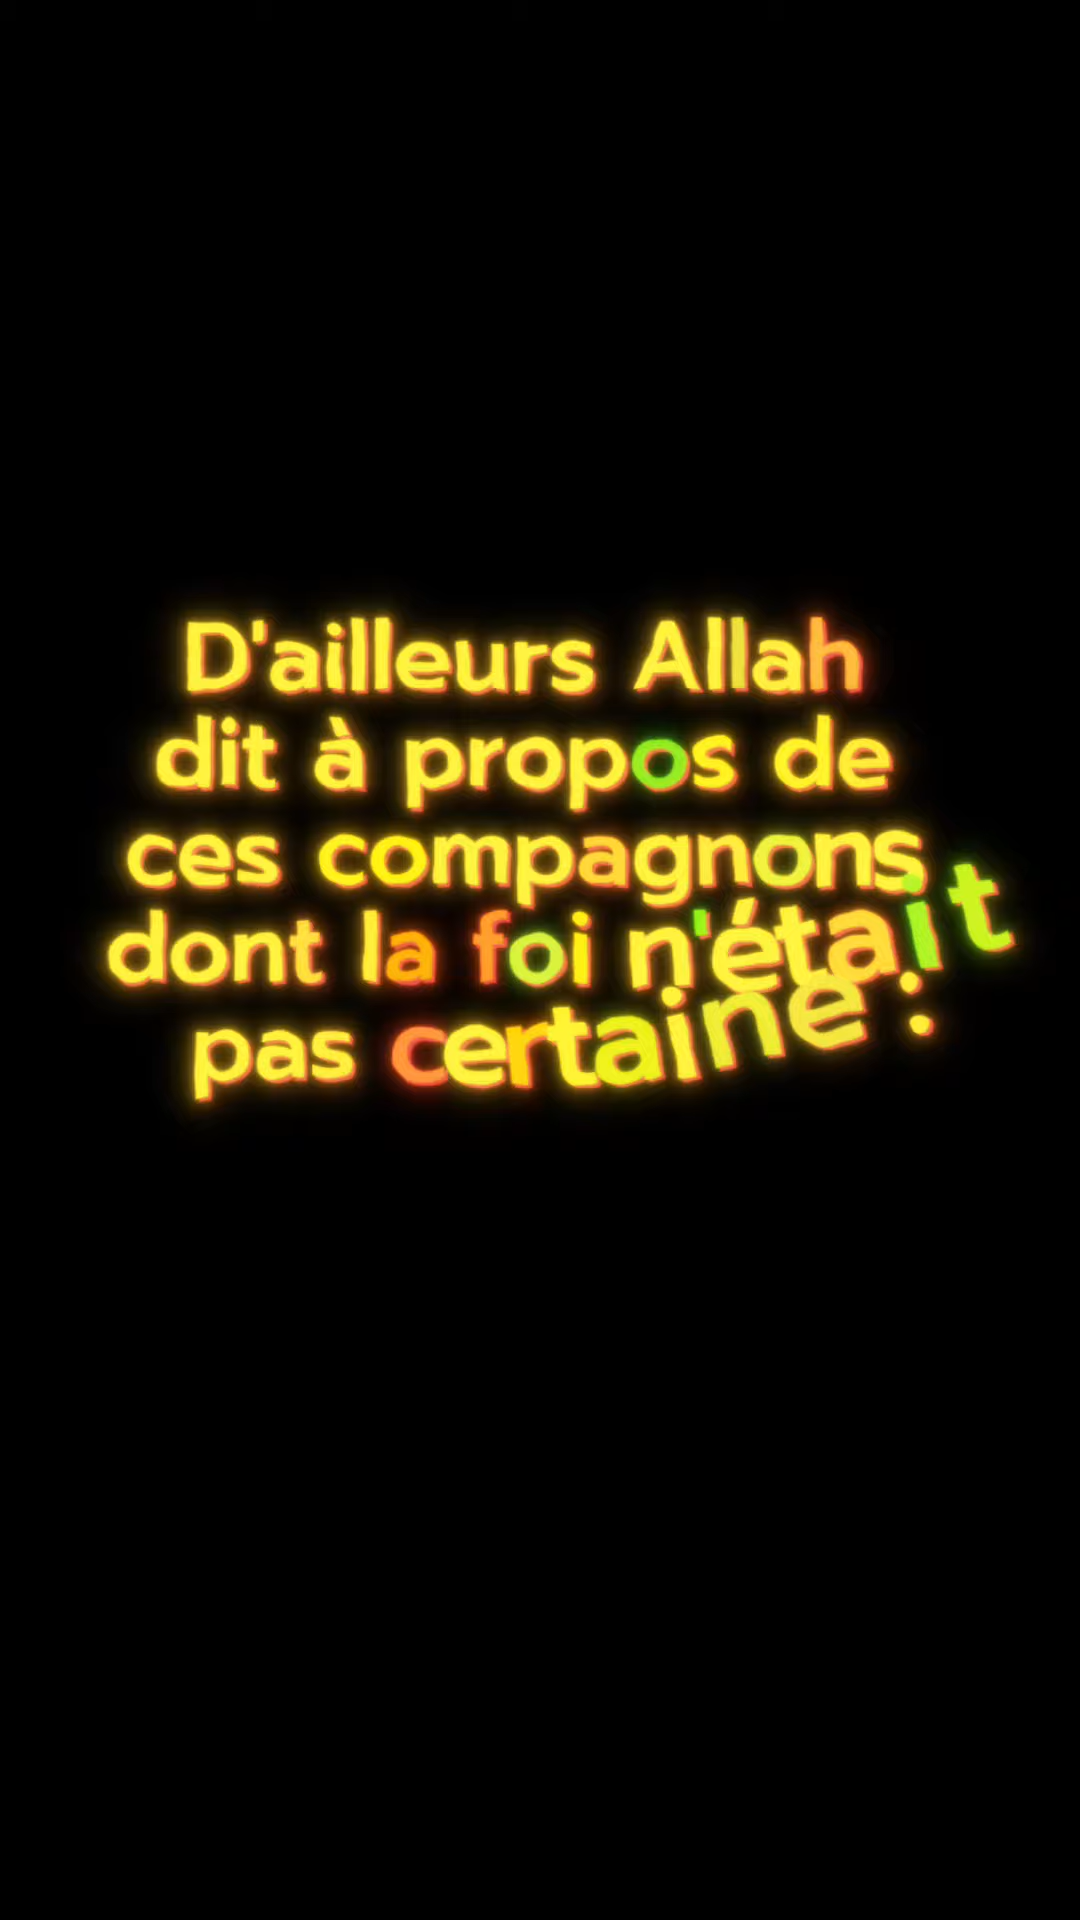 D'ailleurs Allah
dit à propos de
ces compagnons
dont la foi n'était
pas certaine :